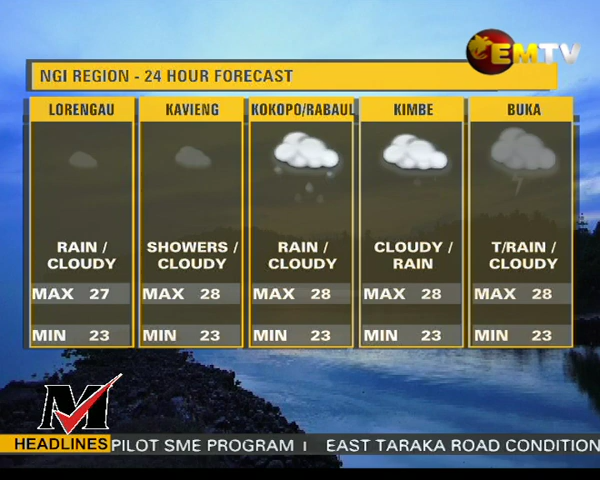 EMTV
NGI REGION - 24 HOUR FORECAST
LORENGAU KAVIENG KOKOPO/RABAUL KIMBE BUKA
RAIN / SHOWERS / RAIN / CLOUDY / T/RAIN /
CLOUDY CLOUDY CLOUDY RAIN CLOUDY
MAX 27 MAX 28 MAX 28 MAX 28 MAX 28
MIN 23 MIN 23 MIN 23 MIN 23 MIN 23
M
HEADLINES PILOT SME PROGRAM I EAST TARAKA ROAD CONDITION